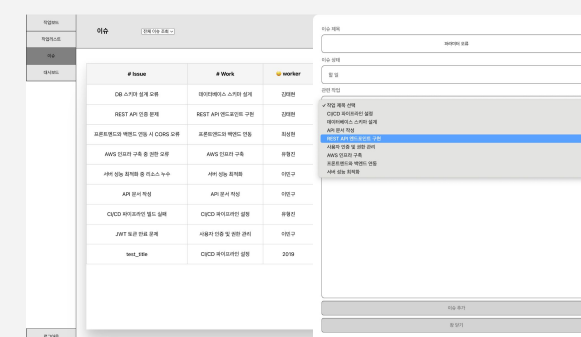 작업보드
작업리스트
이슈
대시보드
이슈
전체 이슈 조회
# Issue # Work 😀 worker
DB 스키마 설계 오류 데이터베이스 스키마 설계 김태현
REST API 인증 문제 REST API 엔드포인트 구현 김태현
프론트엔드와 백엔드 연동 시 CORS 오류 프론트엔드와 백엔드 연동 최성현
AWS 인프라 구축 중 권한 오류 AWS 인프라 구축 유형진
서버 성능 최적화 중 리소스 누수 서버 성능 최적화 이민구
API 문서 작성 API 문서 작성 이민구
CI/CD 파이프라인 빌드 실패 CI/CD 파이프라인 설정 유형진
JWT 토큰 만료 문제 사용자 인증 및 권한 관리 이민구
test_title CI/CD 파이프라인 설정 2019
이슈 제목
파라미터 오류
이슈 상태
할 일
관련 작업
✓ 작업 제목 선택
CI/CD 파이프라인 설정
데이터베이스 스키마 설계
API 문서 작성
REST API 엔드포인트 구현
사용자 인증 및 권한 관리
AWS 인프라 구축
프론트엔드와 백엔드 연동
서버 성능 최적화
이슈 추가
창 닫기